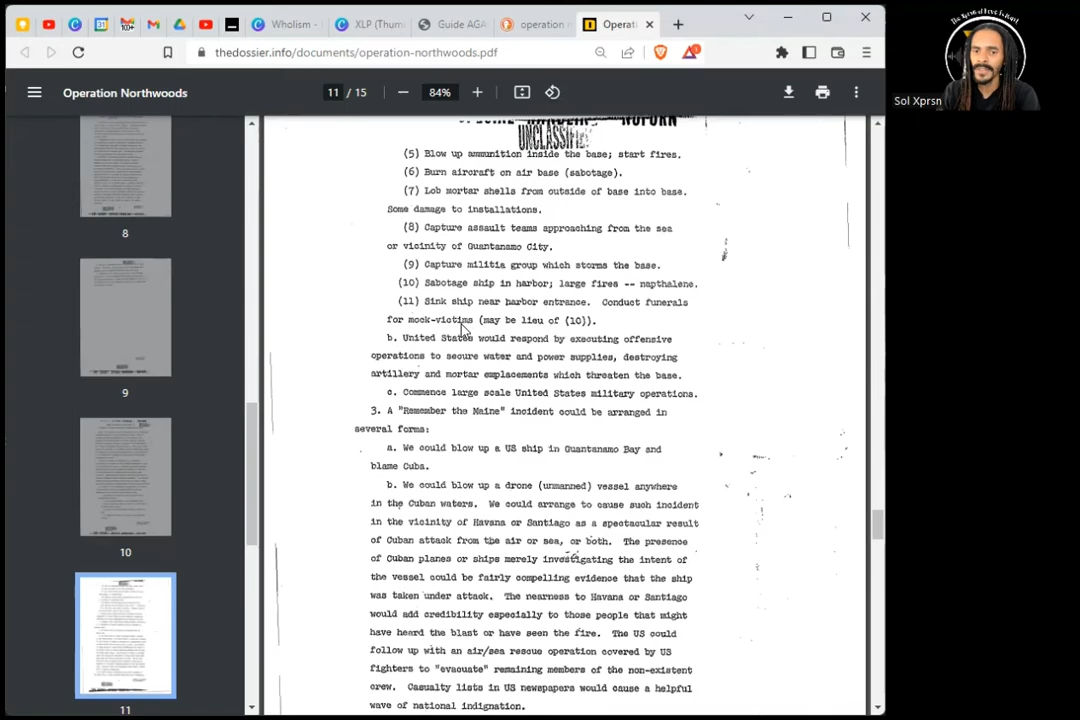 Wholism -
XLP (Thum
Guide AGA
operation n
Operati
thedossier.info/documents/operation-northwoods.pdf
Operation Northwoods
11 / 15
84%
Sol Xprsn
8
9
10
11
SPECIAL HANDLING NOFORN
UNCLASSIFIED
(5) Blow up ammunition inside the base; start fires.
(6) Burn aircraft on air base (sabotage).
(7) Lob mortar shells from outside of base into base.
Some damage to installations.
(8) Capture assault teams approaching from the sea
or vicinity of Guantanamo City.
(9) Capture militia group which storms the base.
(10) Sabotage ship in harbor; large fires -- napthalene.
(11) Sink ship near harbor entrance. Conduct funerals
for mock-victims (may be lieu of (10)).
b. United States would respond by executing offensive
operations to secure water and power supplies, destroying
artillery and mortar emplacements which threaten the base.
c. Commence large scale United States military operations.
3. A "Remember the Maine" incident could be arranged in
several forms:
a. We could blow up a US ship in Guantanamo Bay and
blame Cuba.
b. We could blow up a drone (unmanned) vessel anywhere
in the Cuban waters. We could arrange to cause such incident
in the vicinity of Havana or Santiago as a spectacular result
of Cuban attack from the air or sea, or both. The presence
of Cuban planes or ships merely investigating the intent of
the vessel could be fairly compelling evidence that the ship
was taken under attack. The nearness to Havana or Santiago
would add credibility especially to those people that might
have heard the blast or have seen the fire. The US could
follow up with an air/sea rescue operation covered by US
fighters to "evacuate" remaining members of the non-existent
crew. Casualty lists in US newspapers would cause a helpful
wave of national indignation.